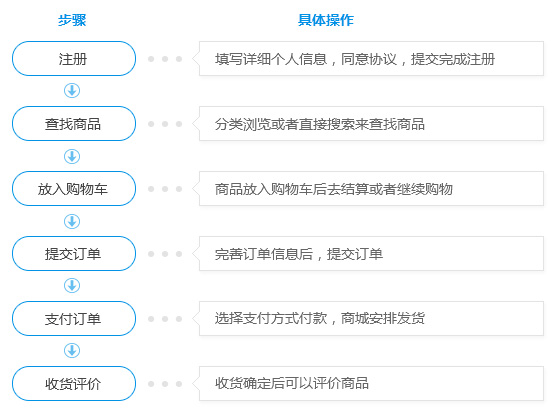 步骤 具体操作
注册 填写详细个人信息，同意协议，提交完成注册
查找商品 分类浏览或者直接搜索来查找商品
放入购物车 商品放入购物车后去结算或者继续购物
提交订单 完善订单信息后，提交订单
支付订单 选择支付方式付款，商城安排发货
收货评价 收货确定后可以评价商品